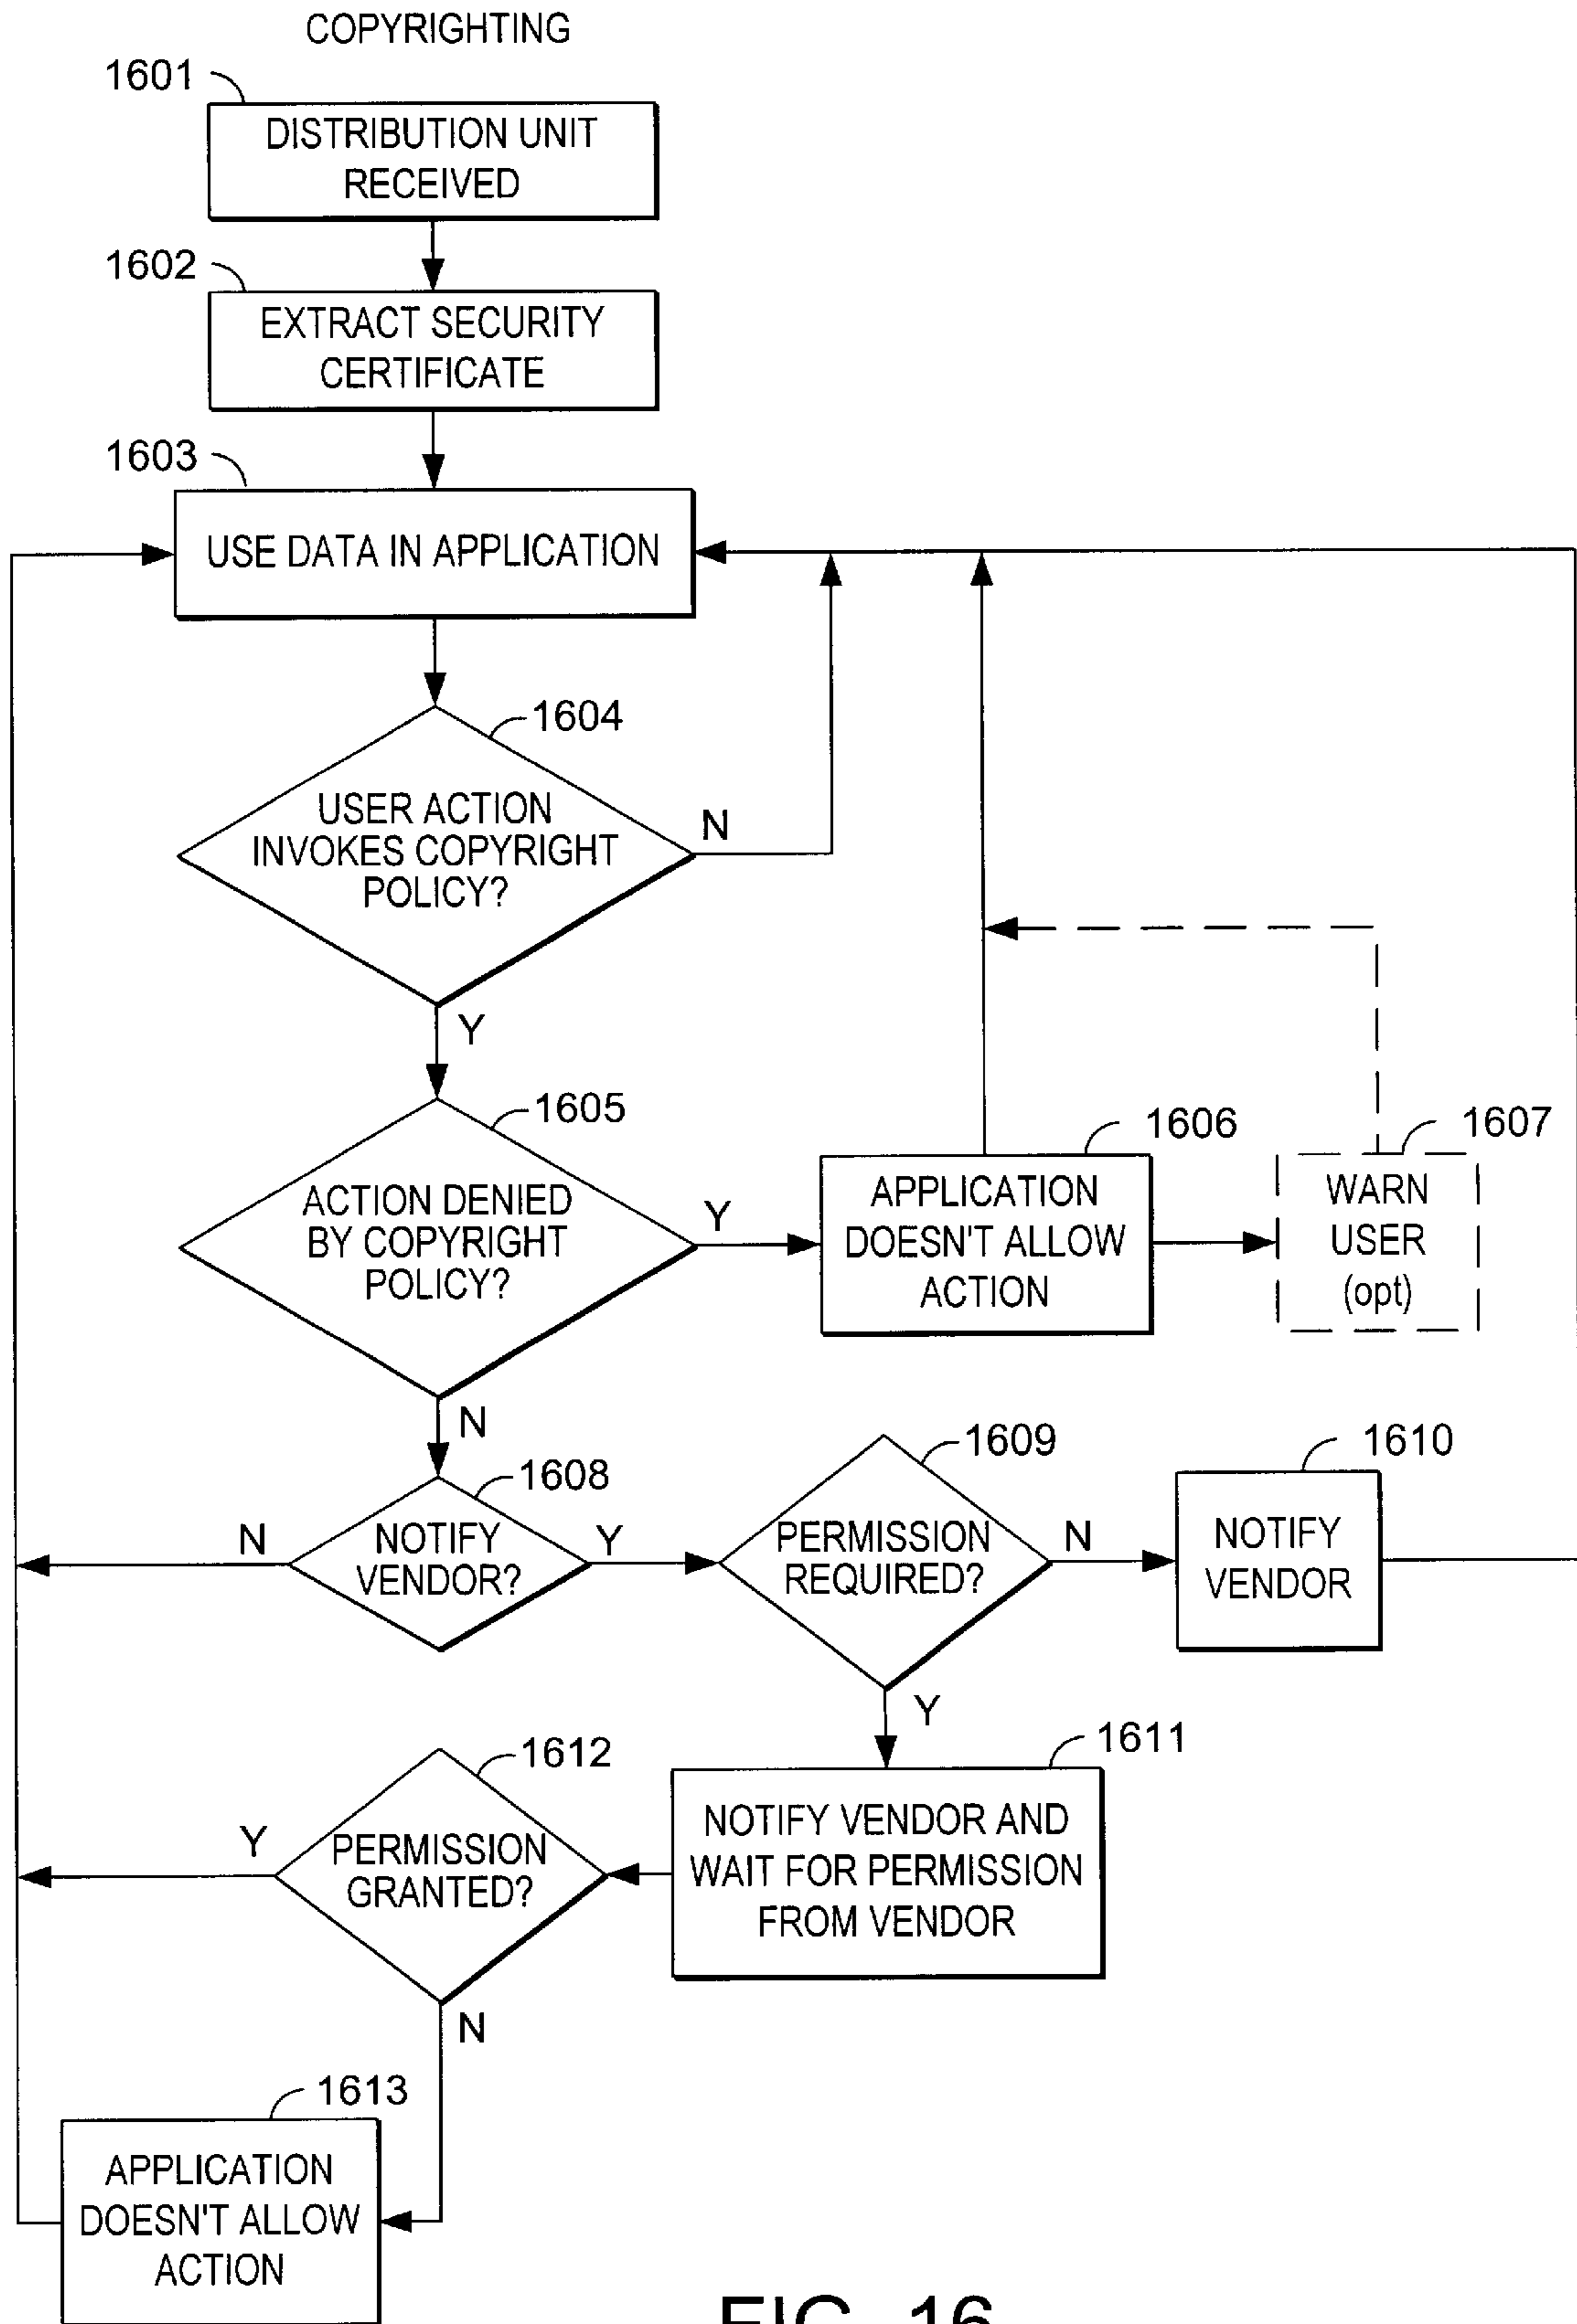 COPYRIGHTING
1601
DISTRIBUTION UNIT
RECEIVED
1602
EXTRACT SECURITY
CERTIFICATE
1603
USE DATA IN APPLICATION
1604
USER ACTION
INVOKES COPYRIGHT
POLICY?
N
Y
1605
ACTION DENIED
BY COPYRIGHT
POLICY?
Y
N
1606
APPLICATION
DOESN'T ALLOW
ACTION
1607
WARN
USER
(opt)
1608
NOTIFY
VENDOR?
N
Y
1609
PERMISSION
REQUIRED?
N
Y
1610
NOTIFY
VENDOR
1611
NOTIFY VENDOR AND
WAIT FOR PERMISSION
FROM VENDOR
1612
PERMISSION
GRANTED?
Y
N
1613
APPLICATION
DOESN'T ALLOW
ACTION
FIG. 16